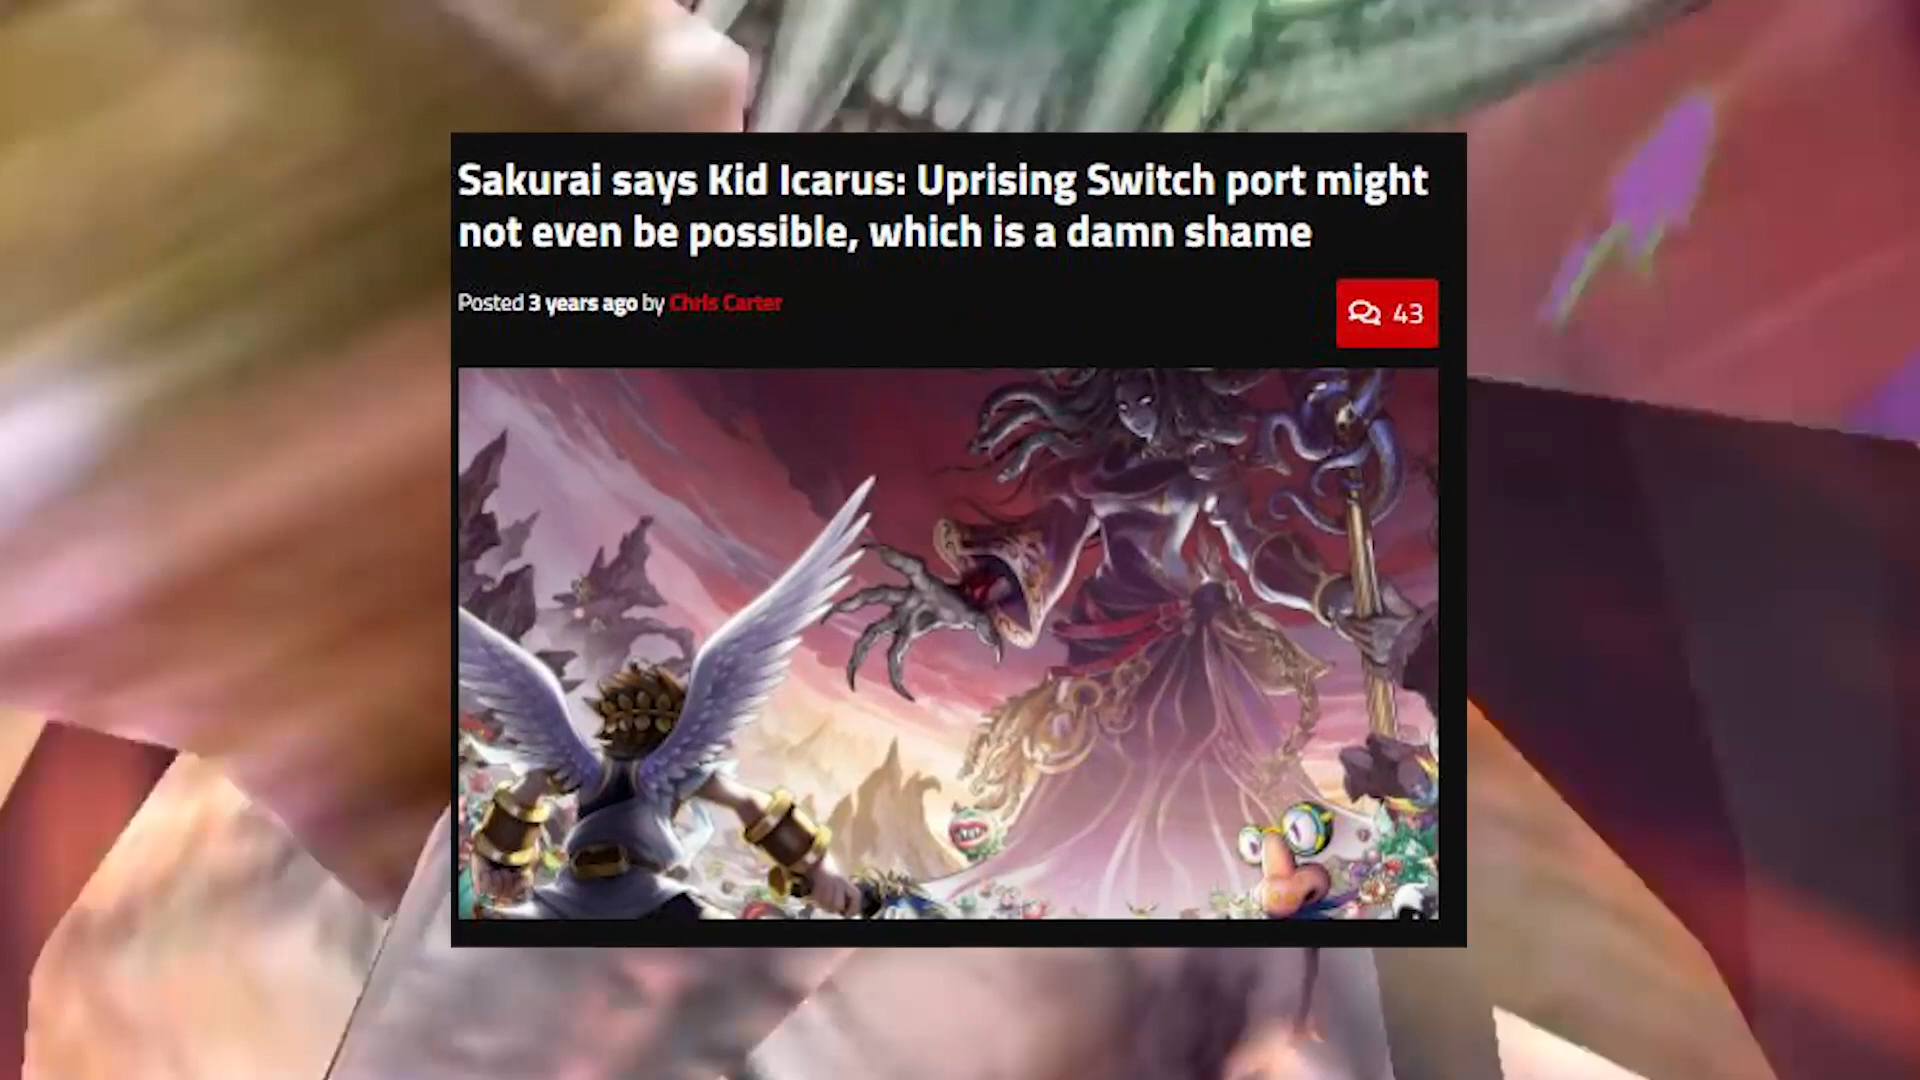 Sakurai says Kid Icarus: Uprising Switch port might
not even be possible, which is a damn shame
Posted 3 years ago by Chris Carter
43